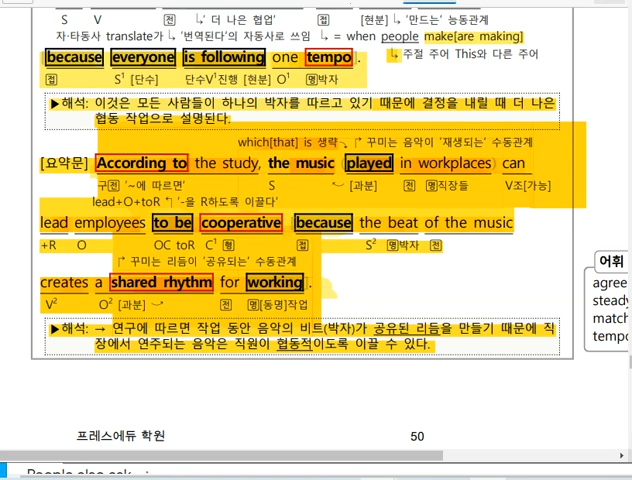 S V 전 ↳' 더 나은 협업' 접 [현분] ↳ '만드는' 능동관계
자·타동사 translate가 ↳ '번역된다'의 자동사로 쓰임 ↳ = when people make[are making]
because everyone is following one tempo. ↳ 주절 주어 This와 다른 주어
접 S¹ [단수] 단수V¹진행 [현분] O¹ 명박자
▶해석: 이것은 모든 사람들이 하나의 박자를 따르고 있기 때문에 결정을 내릴 때 더 나은
협동 작업으로 설명된다.
which[that] is 생략 꾸미는 음악이 '재생되는' 수동관계
[요약문] According to the study, the music (played in workplaces) can
구전 '~에 따르면' S [과분] 전 명직장들 V조[가능]
lead+O+toR '-을 R하도록 이끌다'
lead employees to be cooperative because the beat of the music
+R O OC toR C¹ 형 접 S² 명박자 전
꾸미는 리듬이 '공유되는' 수동관계
creates a shared rhythm for working.
V² O² [과분] 전 명[동명]작업
▶해석: → 연구에 따르면 작업 동안 음악의 비트(박자)가 공유된 리듬을 만들기 때문에 직
장에서 연주되는 음악은 직원이 협동적이도록 이끌 수 있다.
어휘
agree
steady
match
tempo
프레스에듀 학원 50
People also ask